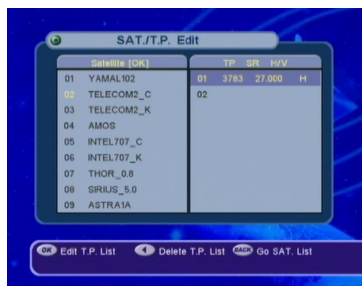 SAT./T.P. Edit
Satellite [OK] TP SR H/V
01 YAMAL102 01 3783 27.000 H
02 TELECOM2_C 02
03 TELECOM2_K
04 AMOS
05 INTEL707_C
06 INTEL707_K
07 THOR_0.8
08 SIRIUS_5.0
09 ASTRA1A
OK Edit T.P. List Delete T.P. List BACK Go SAT. List